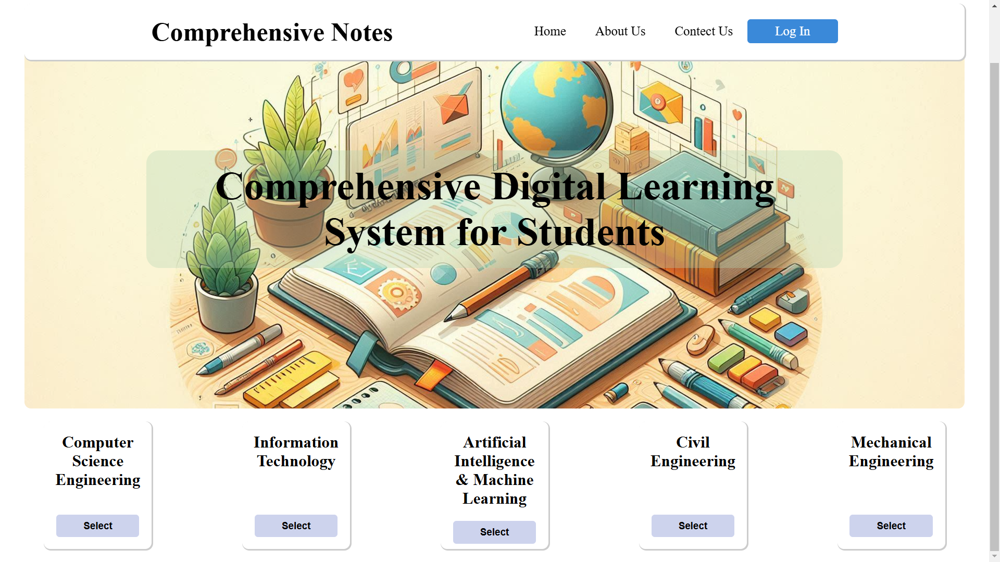 Comprehensive Notes
Home
About Us
Contect Us
Log In
Comprehensive Digital Learning
System for Students
Computer
Science
Engineering
Select
Information
Technology
Select
Artificial
Intelligence
& Machine
Learning
Select
Civil
Engineering
Select
Mechanical
Engineering
Select